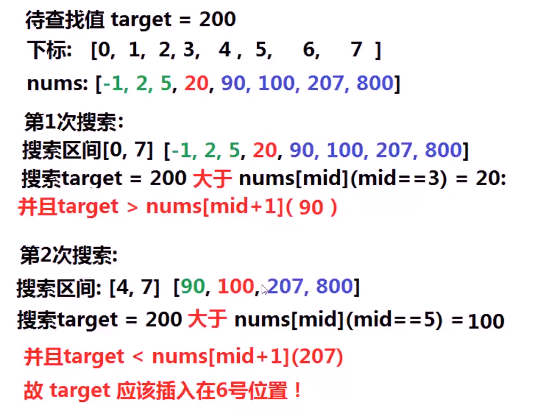 待查找值 target = 200
下标: [0, 1, 2, 3, 4 , 5, 6, 7 ]
nums: [-1, 2, 5, 20, 90, 100, 207, 800]
第1次搜索:
搜索区间[0, 7] [-1, 2, 5, 20, 90, 100, 207, 800]
搜索target = 200 大于 nums[mid](mid==3) = 20:
并且target > nums[mid+1]( 90 )
第2次搜索:
搜索区间: [4, 7] [90, 100, 207, 800]
搜索target = 200 大于 nums[mid](mid==5) =100
并且target < nums[mid+1](207)
故 target 应该插入在6号位置！